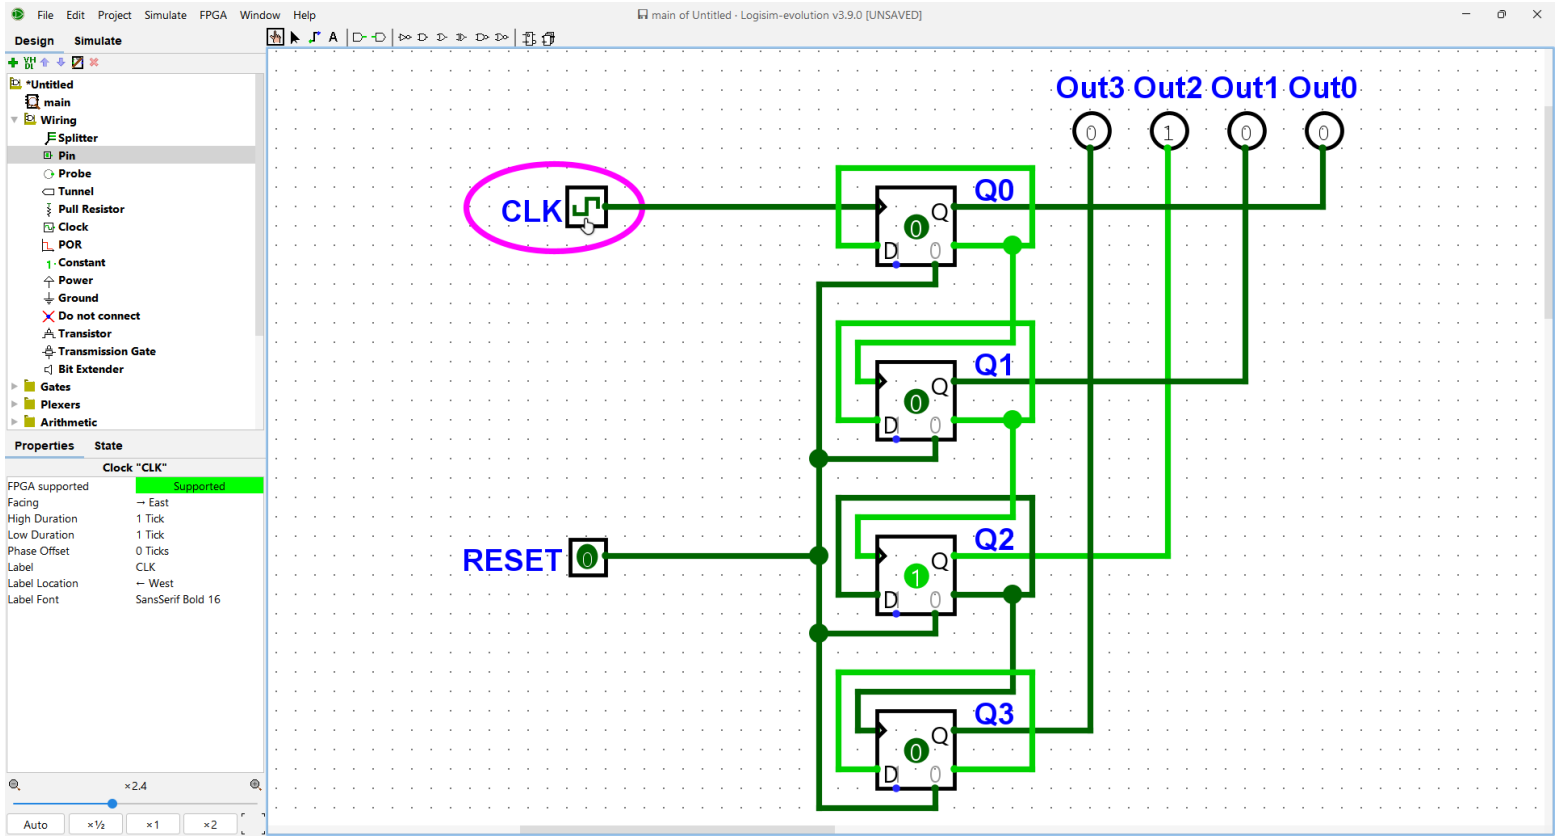 File Edit Project Simulate FPGA Window Help
main of Untitled · Logisim-evolution v3.9.0 [UNSAVED]
Design Simulate
A
VH
DL
*Untitled
main
Wiring
Splitter
Pin
Probe
Tunnel
Pull Resistor
Clock
POR
1 Constant
Power
Ground
Do not connect
Transistor
Transmission Gate
Bit Extender
Gates
Plexers
Arithmetic
Properties State
Clock "CLK"
FPGA supported Supported
Facing → East
High Duration 1 Tick
Low Duration 1 Tick
Phase Offset 0 Ticks
Label CLK
Label Location ← West
Label Font SansSerif Bold 16
×2.4
Auto ×½ ×1 ×2
Out3 Out2 Out1 Out0
0 1 0 0
CLK
Q0
Q
0
D 0
Q1
Q
0
D 0
RESET 0
Q2
Q
1
D 0
Q3
Q
0
D 0